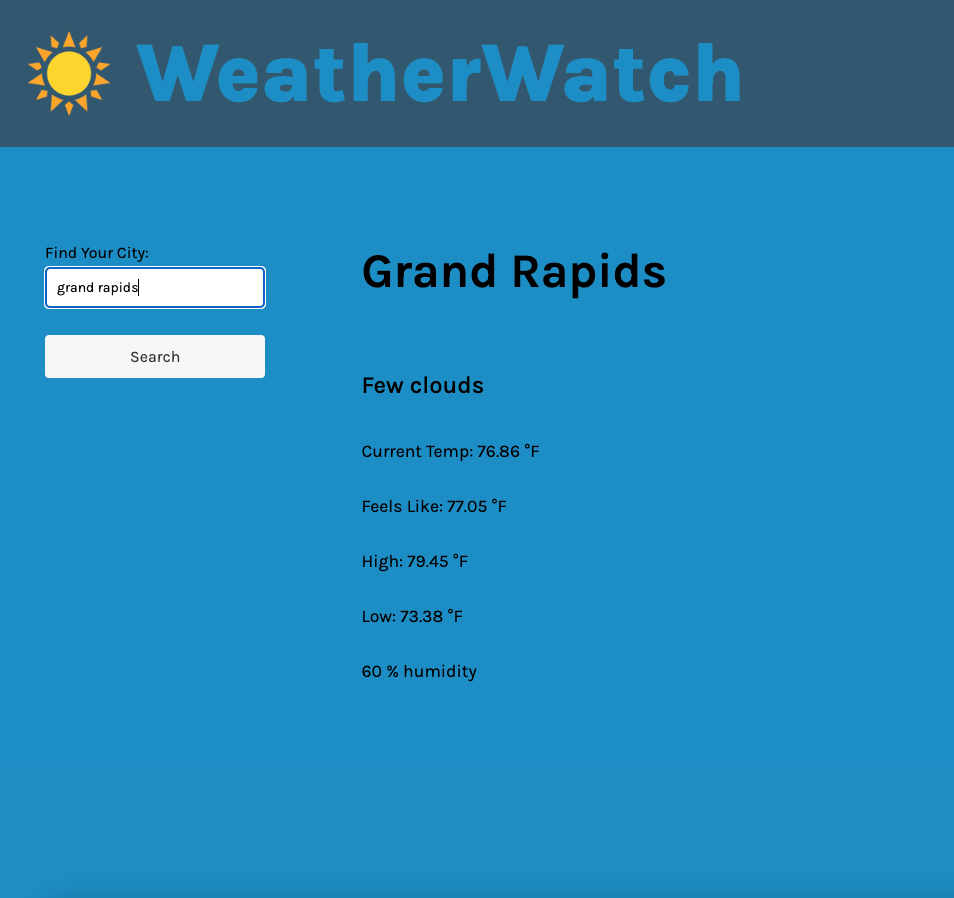 WeatherWatch
Find Your City:
grand rapids
Search
Grand Rapids
Few clouds
Current Temp: 76.86 °F
Feels Like: 77.05 °F
High: 79.45 °F
Low: 73.38 °F
60 % humidity